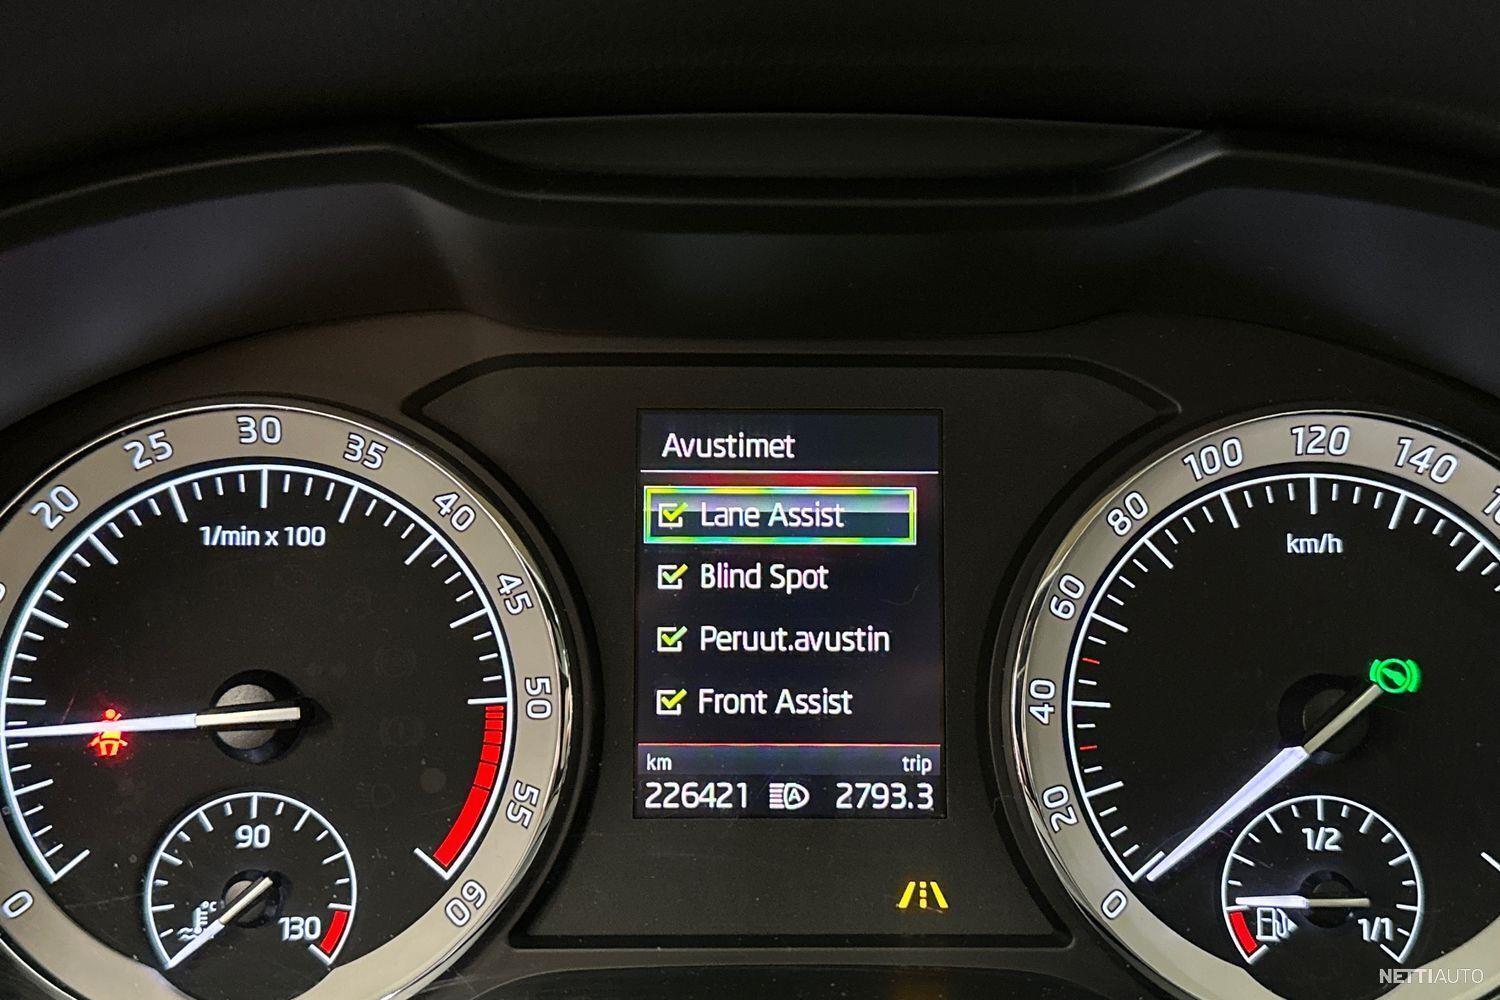 20 25 30 35 40 45 50 55 60
0
1/min x 100
90
130
°C
Avustimet
Lane Assist
Blind Spot
Peruut.avustin
Front Assist
km trip
226421 A 2793.3
0 20 40 60 80 100 120 140
km/h
1/2
1/1
NETTIAUTO